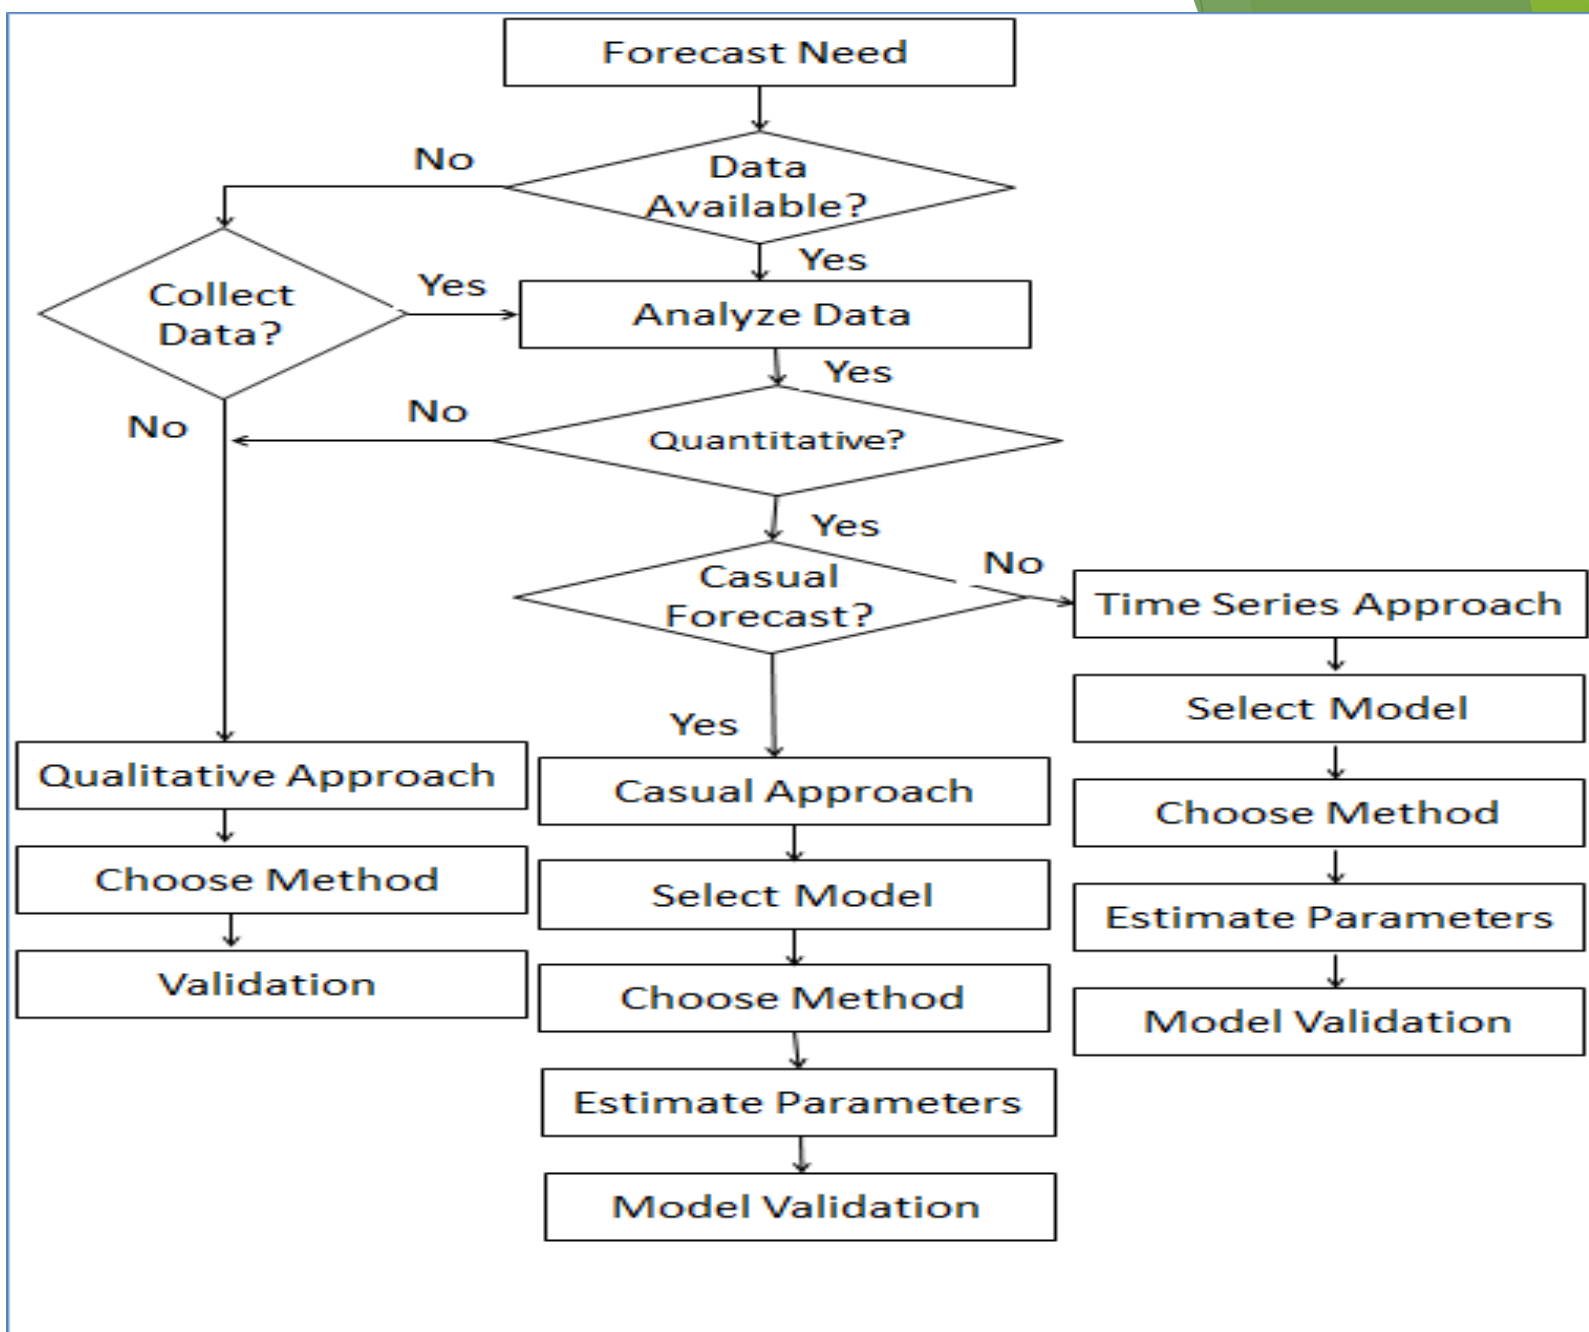 Forecast Need
No
Data
Available?
Yes
Collect
Data?
Yes
Analyze Data
Yes
No
No
Quantitative?
Yes
Casual
Forecast?
No
Time Series Approach
Select Model
Yes
Qualitative Approach
Casual Approach
Choose Method
Choose Method
Select Model
Estimate Parameters
Validation
Choose Method
Model Validation
Estimate Parameters
Model Validation